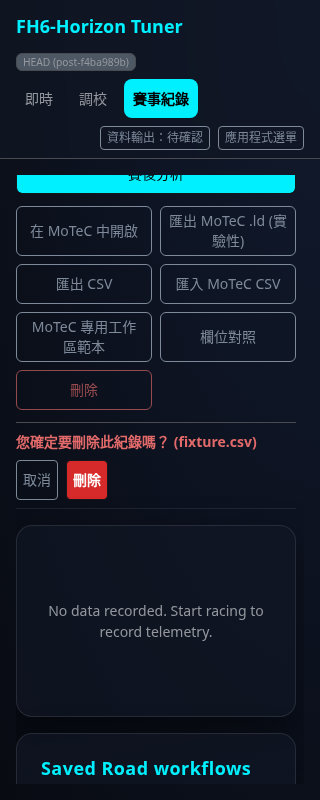 FH6-Horizon Tuner
HEAD (post-f4ba989b)
即時 調校 賽事紀錄
資料輸出：待確認 應用程式選單
賽後分析
在 MoTeC 中開啟 匯出 MoTeC .ld (實
驗性)
匯出 CSV 匯入 MoTeC CSV
MoTeC 專用工作
區範本
欄位對照
刪除
您確定要刪除此紀錄嗎？ (fixture.csv)
取消 刪除
No data recorded. Start racing to
record telemetry.
Saved Road workflows